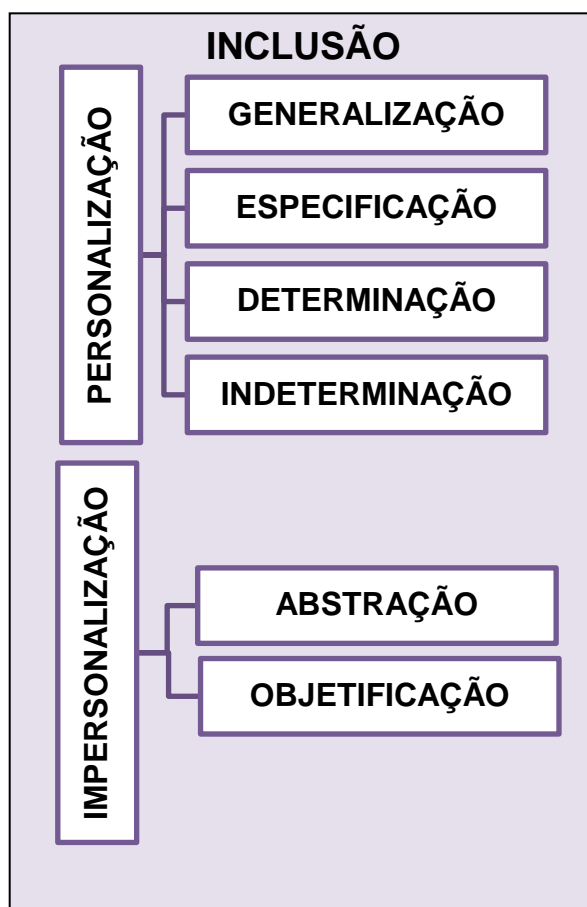 INCLUSÃO
PERSONALIZAÇÃO
GENERALIZAÇÃO
ESPECIFICAÇÃO
DETERMINAÇÃO
INDETERMINAÇÃO
IMPERSONALIZAÇÃO
ABSTRAÇÃO
OBJETIFICAÇÃO